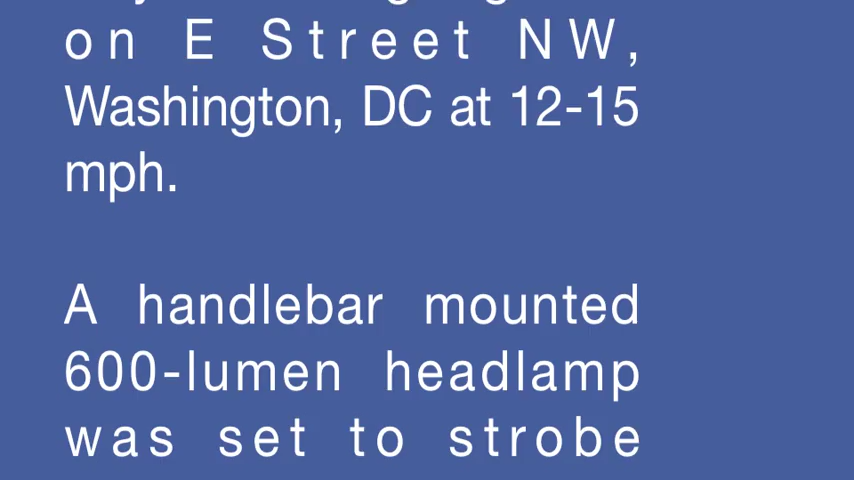 on E Street NW,
Washington, DC at 12-15
mph.
A handlebar mounted
600-lumen headlamp
was set to strobe